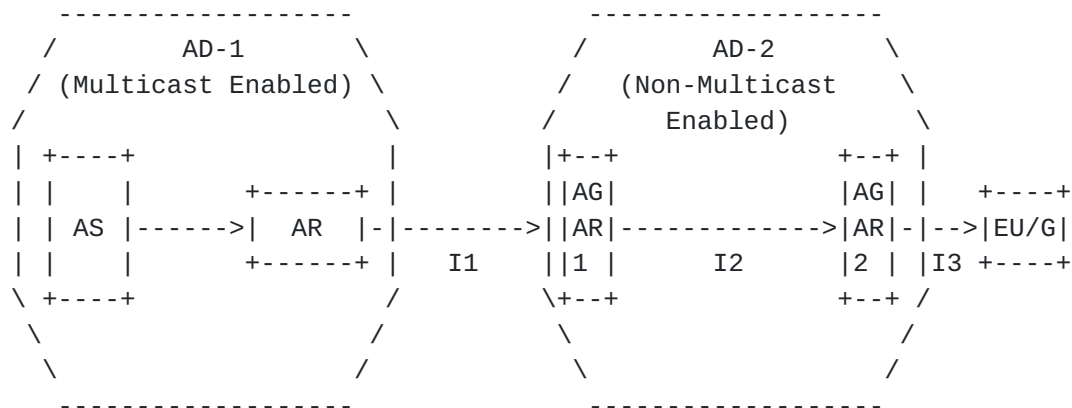 AD-1 AD-2
(Multicast Enabled) (Non-Multicast
Enabled)
AG AG
AS AR AR AR EU/G
I1 1 I2 2 I3